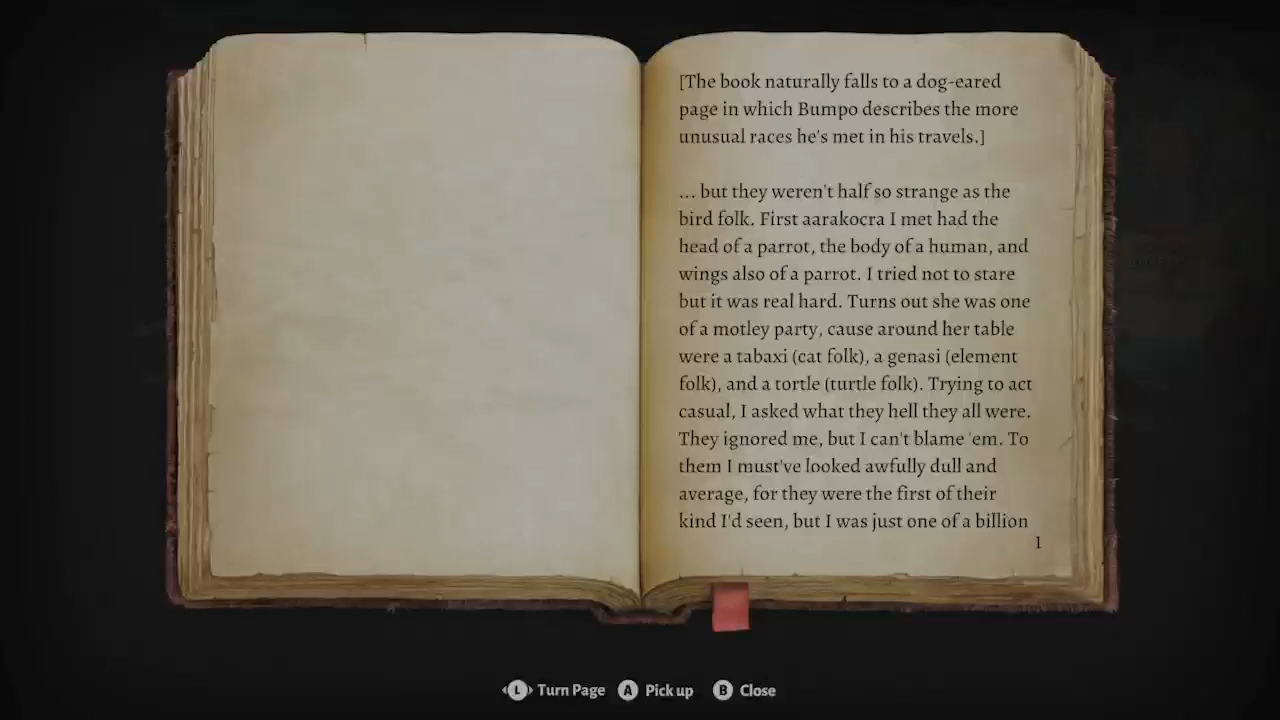 [The book naturally falls to a dog-eared
page in which Bumpo describes the more
unusual races he's met in his travels.]
... but they weren't half so strange as the
bird folk. First aarakocra I met had the
head of a parrot, the body of a human, and
wings also of a parrot. I tried not to stare
but it was real hard. Turns out she was one
of a motley party, cause around her table
were a tabaxi (cat folk), a genasi (element
folk), and a tortle (turtle folk). Trying to act
casual, I asked what they hell they all were.
They ignored me, but I can't blame 'em. To
them I must've looked awfully dull and
average, for they were the first of their
kind I'd seen, but I was just one of a billion
1
L Turn Page A Pick up B Close